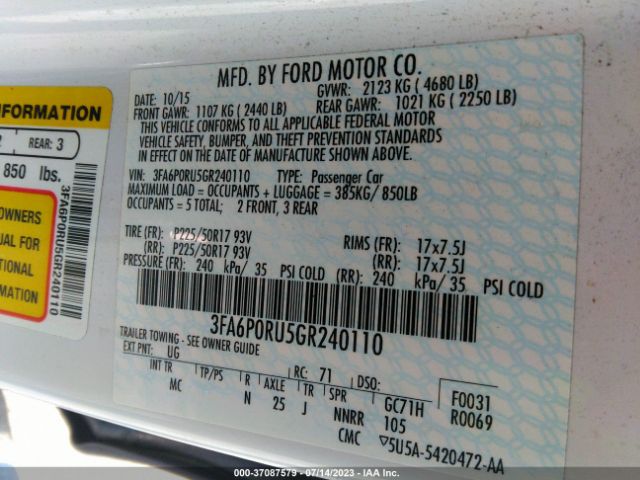 MFD. BY FORD MOTOR CO.
10/15
GVWR: 2123 KG ( 4680 LB)
FRONT GAWR: 1107 KG ( 2440 LB)
REAR GAWR: 1021 KG ( 2250 LB)
THIS VEHICLE CONFORMS TO ALL APPLICABLE FEDERAL MOTOR
VEHICLE SAFETY, BUMPER, AND THEFT PREVENTION STANDARDS
IN EFFECT ON THE DATE OF MANUFACTURE SHOWN ABOVE.
VIN: 3FA6P0RU5GR240110 TYPE: Passenger Car
MAXIMUM LOAD = OCCUPANTS + LUGGAGE = 385KG/ 850LB
OCCUPANTS = 5 TOTAL; 2 FRONT, 3 REAR
TIRE (FR): P225/50R17 93V RIMS (FR): 17x7.5J
(RR): P225/50R17 93V (RR): 17x7.5J
PRESSURE (FR): 240 kPa/ 35 PSI COLD (RR): 240 kPa/ 35 PSI COLD
3FA6P0RU5GR240110
TRAILER TOWING - SEE OWNER GUIDE
EXT PNT: UG RC: 71 DSO: F0031
INT TR TP/PS R AXLE TR SPR GC71H R0069
MC N 25 J NNRR 105
CMC 5U5A-5420472-AA
INFORMATION
2 REAR: 3
850 lbs.
OWNERS
UAL FOR
TIONAL
RMATION
3FA6P0RU5GR240110
000-37087579 - 07/14/2023 - IAAI.COM